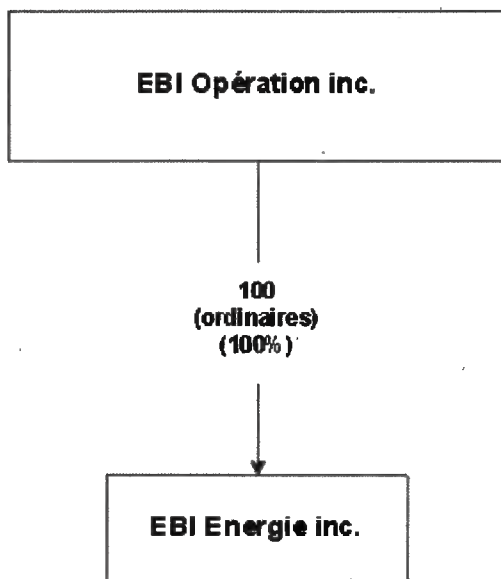 EBI Opération inc.
100
(ordinaires)
(100%)
EBI Energie inc.